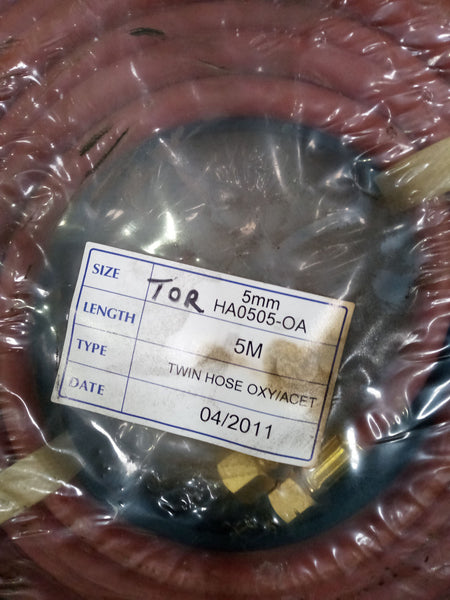 SIZE 5mm
TOR HA0505-OA
LENGTH 5M
TYPE TWIN HOSE OXY/ACET
DATE 04/2011